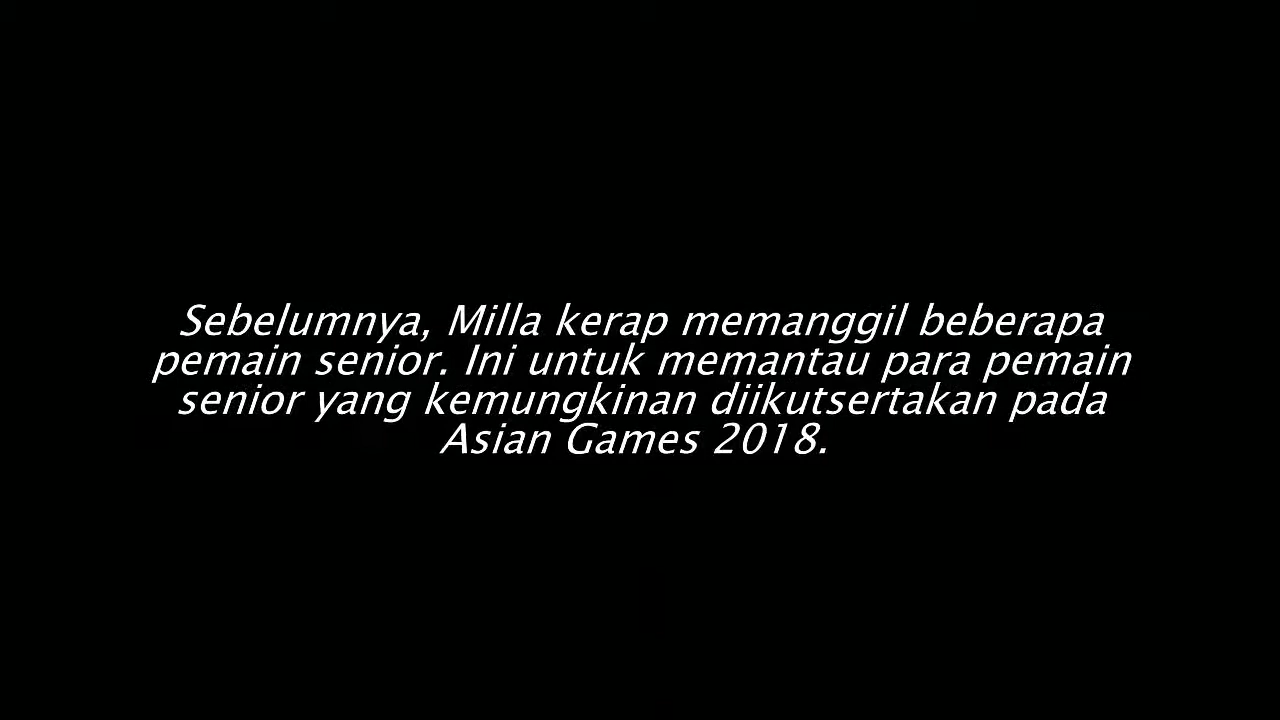 Sebelumnya, Milla kerap memanggil beberapa
pemain senior. Ini untuk memantau para pemain
senior yang kemungkinan diikutsertakan pada
Asian Games 2018.